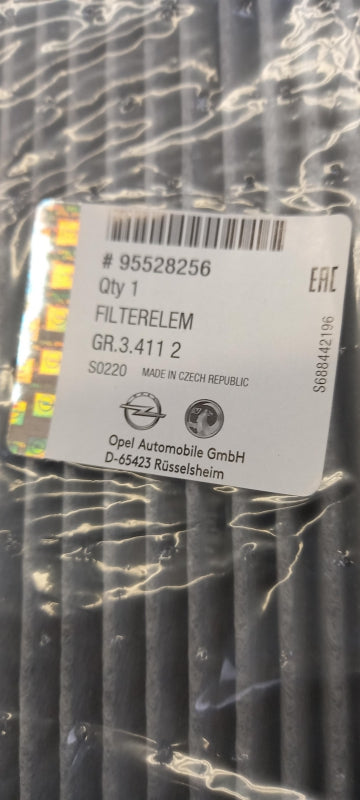 # 95528256
EAC
Qty 1
FILTERELEM
GR.3.411 2
S0220 MADE IN CZECH REPUBLIC
S688442196
Opel Automobile GmbH
D-65423 Rüsselsheim